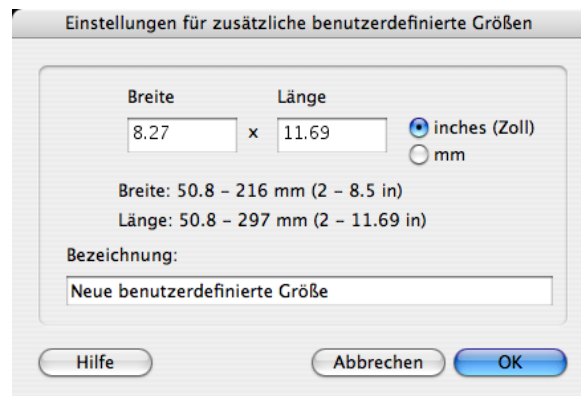 Einstellungen für zusätzliche benutzerdefinierte Größen
Breite Länge
8.27 x 11.69 inches (Zoll)
mm
Breite: 50.8 – 216 mm (2 – 8.5 in)
Länge: 50.8 – 297 mm (2 – 11.69 in)
Bezeichnung:
Neue benutzerdefinierte Größe
Hilfe Abbrechen OK